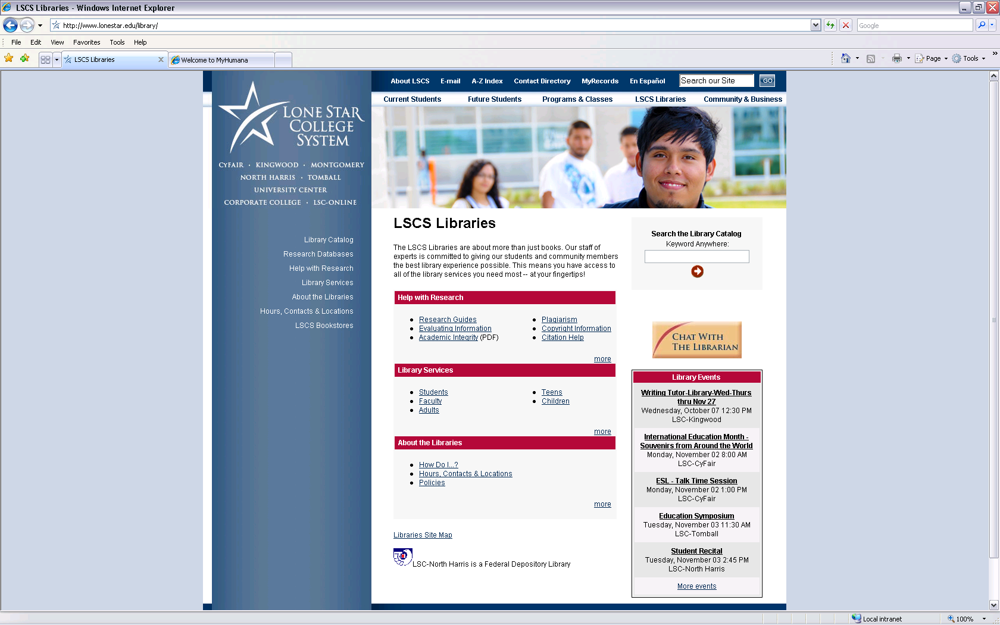 LSCS Libraries - Windows Internet Explorer
http://www.lonestar.edu/library/
Google
File Edit View Favorites Tools Help
LSCS Libraries
Welcome to MyHumana
Page Tools »
About LSCS E-mail A-Z Index Contact Directory MyRecords En Español Search our Site GO
Current Students Future Students Programs & Classes LSCS Libraries Community & Business
LONE STAR
COLLEGE
SYSTEM
CYFAIR · KINGWOOD · MONTGOMERY
NORTH HARRIS · TOMBALL
UNIVERSITY CENTER
CORPORATE COLLEGE · LSC-ONLINE
Library Catalog
Research Databases
Help with Research
Library Services
About the Libraries
Hours, Contacts & Locations
LSCS Bookstores
LSCS Libraries
The LSCS Libraries are about more than just books. Our staff of
experts is committed to giving our students and community members
the best library experience possible. This means you have access to
all of the library services you need most -- at your fingertips!
Help with Research
• Research Guides
• Evaluating Information
• Academic Integrity (PDF)
• Plagiarism
• Copyright Information
• Citation Help
more
Library Services
• Students
• Faculty
• Adults
• Teens
• Children
more
About the Libraries
• How Do I...?
• Hours, Contacts & Locations
• Policies
more
Libraries Site Map
LSC-North Harris is a Federal Depository Library
Search the Library Catalog
Keyword Anywhere:
CHAT WITH
THE LIBRARIAN
Library Events
Writing Tutor-Library-Wed-Thurs
thru Nov 27
Wednesday, October 07 12:30 PM
LSC-Kingwood
International Education Month -
Souvenirs from Around the World
Monday, November 02 8:00 AM
LSC-CyFair
ESL - Talk Time Session
Monday, November 02 1:00 PM
LSC-CyFair
Education Symposium
Tuesday, November 03 11:30 AM
LSC-Tomball
Student Recital
Tuesday, November 03 2:45 PM
LSC-North Harris
More events
Local intranet
100%